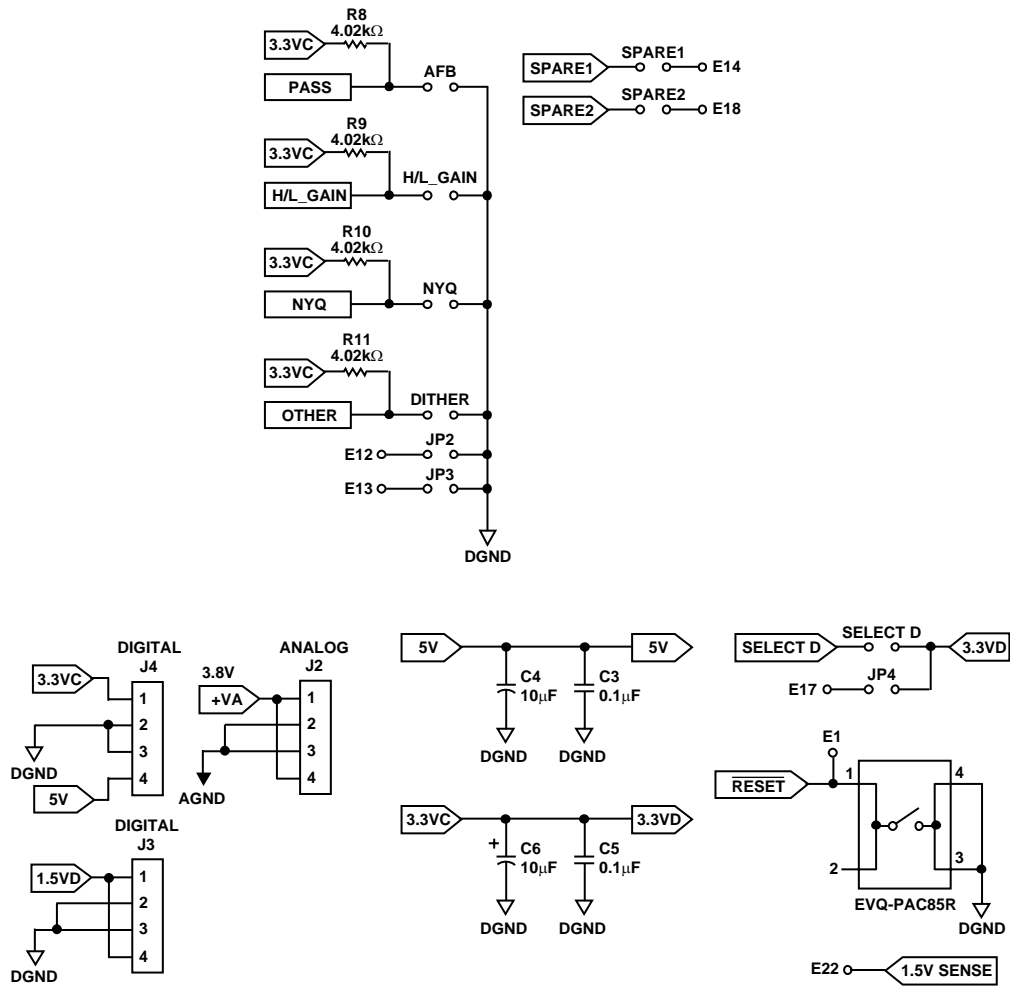 R8
4.02kΩ
3.3VC
PASS
AFB
R9
4.02kΩ
3.3VC
H/L_GAIN
H/L_GAIN
R10
4.02kΩ
3.3VC
NYQ
NYQ
R11
4.02kΩ
3.3VC
OTHER
DITHER
E12
JP2
E13
JP3
DGND
SPARE1
SPARE1
E14
SPARE2
SPARE2
E18
DIGITAL
J4
3.3VC
1
2
3
4
DGND
5V
DIGITAL
J3
1.5VD
1
2
3
4
DGND
ANALOG
J2
3.8V
+VA
1
2
3
4
AGND
5V
5V
C4
10µF
C3
0.1µF
DGND
DGND
3.3VC
3.3VD
+
C6
10µF
C5
0.1µF
DGND
DGND
SELECT D
SELECT D
3.3VD
E17
JP4
E1
RESET
1
4
2
3
EVQ-PAC85R
DGND
E22
1.5V SENSE